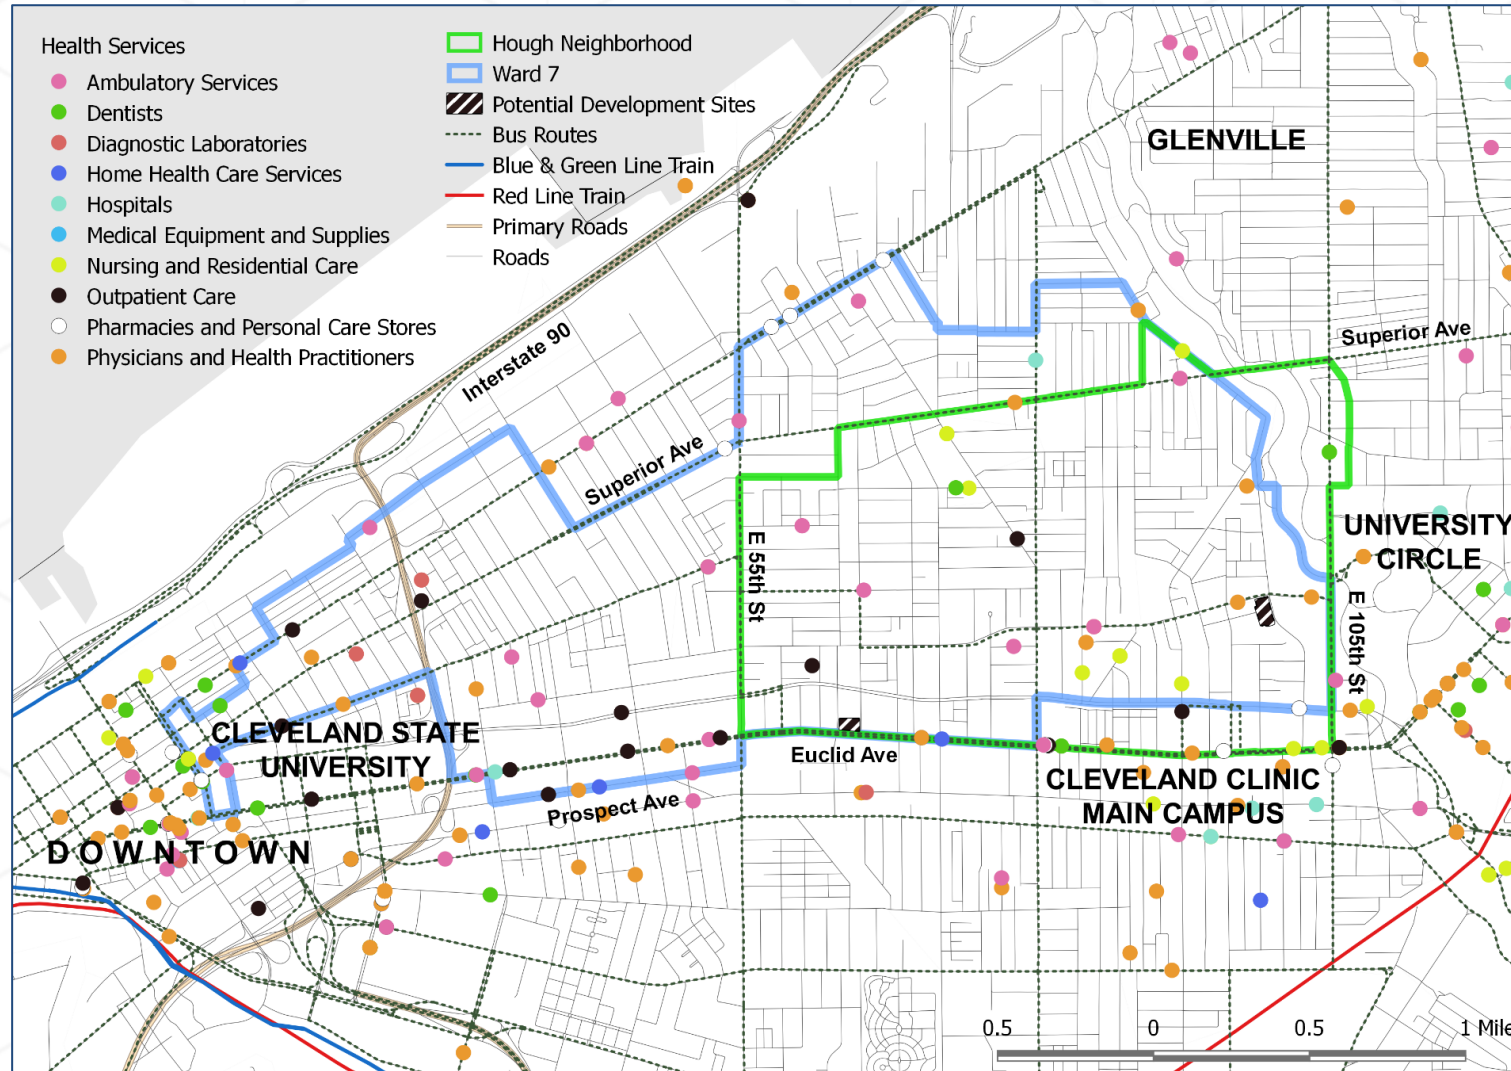 Health Services
Ambulatory Services
Dentists
Diagnostic Laboratories
Home Health Care Services
Hospitals
Medical Equipment and Supplies
Nursing and Residential Care
Outpatient Care
Pharmacies and Personal Care Stores
Physicians and Health Practitioners
Hough Neighborhood
Ward 7
Potential Development Sites
Bus Routes
Blue & Green Line Train
Red Line Train
Primary Roads
Roads
GLENVILLE
Interstate 90
Superior Ave
Superior Ave
E 55th St
UNIVERSITY
CIRCLE
E 105th St
CLEVELAND STATE
UNIVERSITY
Euclid Ave
Prospect Ave
CLEVELAND CLINIC
MAIN CAMPUS
DOWNTOWN
0.5 0 0.5 1 Mile